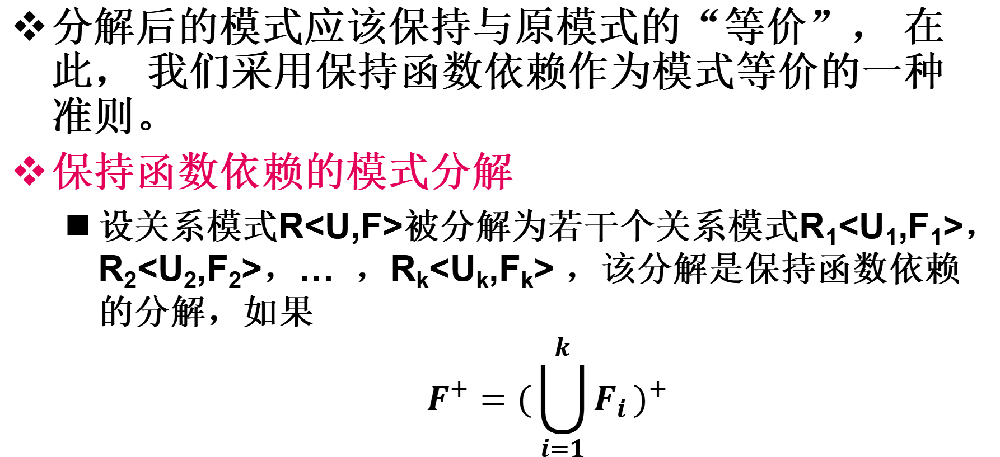 ❖分解后的模式应该保持与原模式的“等价”， 在
此， 我们采用保持函数依赖作为模式等价的一种
准则。
❖保持函数依赖的模式分解
■ 设关系模式R<U,F>被分解为若干个关系模式R₁<U₁,F₁>，
R₂<U₂,F₂>，… ，Rₖ<Uₖ,Fₖ> ，该分解是保持函数依赖
的分解，如果
F⁺ = (⋃ᵢ₌₁ᵏ Fᵢ)⁺